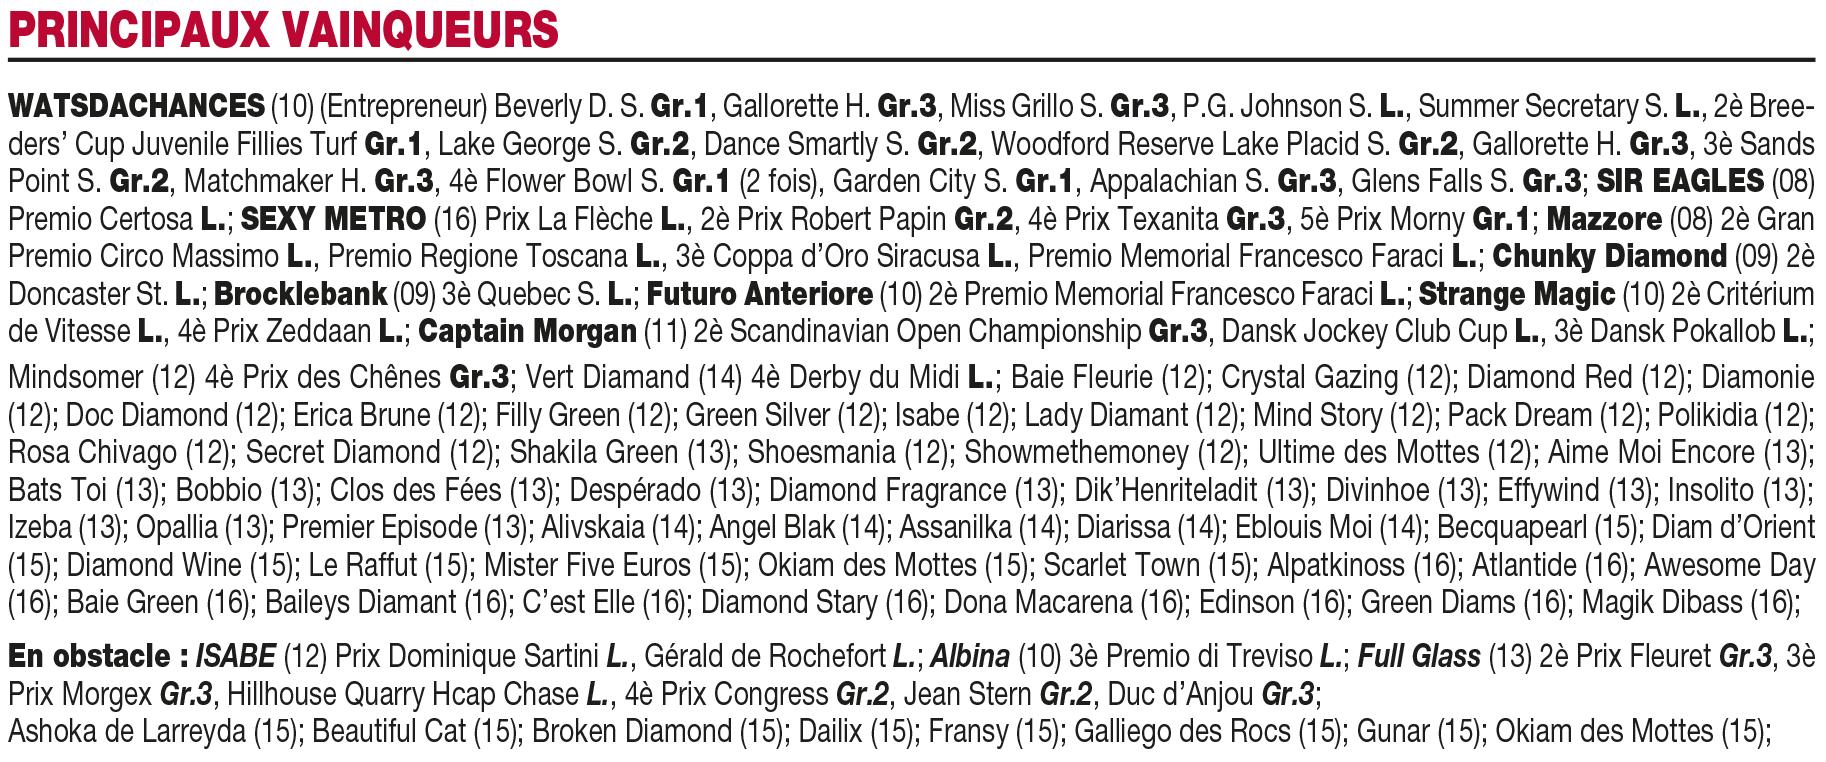 PRINCIPAUX VAINQUEURS
WATSDACHANCES (10) (Entrepreneur) Beverly D. S. Gr.1, Gallorette H. Gr.3, Miss Grillo S. Gr.3, P.G. Johnson S. L., Summer Secretary S. L., 2è Bree-
ders’ Cup Juvenile Fillies Turf Gr.1, Lake George S. Gr.2, Dance Smartly S. Gr.2, Woodford Reserve Lake Placid S. Gr.2, Gallorette H. Gr.3, 3è Sands
Point S. Gr.2, Matchmaker H. Gr.3, 4è Flower Bowl S. Gr.1 (2 fois), Garden City S. Gr.1, Appalachian S. Gr.3, Glens Falls S. Gr.3; SIR EAGLES (08)
Premio Certosa L.; SEXY METRO (16) Prix La Flèche L., 2è Prix Robert Papin Gr.2, 4è Prix Texanita Gr.3, 5è Prix Morny Gr.1; Mazzore (08) 2è Gran
Premio Circo Massimo L., Premio Regione Toscana L., 3è Coppa d’Oro Siracusa L., Premio Memorial Francesco Faraci L.; Chunky Diamond (09) 2è
Doncaster St. L.; Brocklebank (09) 3è Quebec S. L.; Futuro Anteriore (10) 2è Premio Memorial Francesco Faraci L.; Strange Magic (10) 2è Critérium
de Vitesse L., 4è Prix Zeddaan L.; Captain Morgan (11) 2è Scandinavian Open Championship Gr.3, Dansk Jockey Club Cup L., 3è Dansk Pokallob L.;
Mindsomer (12) 4è Prix des Chênes Gr.3; Vert Diamand (14) 4è Derby du Midi L.; Baie Fleurie (12); Crystal Gazing (12); Diamond Red (12); Diamonie
(12); Doc Diamond (12); Erica Brune (12); Filly Green (12); Green Silver (12); Isabe (12); Lady Diamant (12); Mind Story (12); Pack Dream (12); Polikidia (12);
Rosa Chivago (12); Secret Diamond (12); Shakila Green (13); Shoesmania (12); Showmethemoney (12); Ultime des Mottes (12); Aime Moi Encore (13);
Bats Toi (13); Bobbio (13); Clos des Fées (13); Despérado (13); Diamond Fragrance (13); Dik’Henriteladit (13); Divinhoe (13); Effywind (13); Insolito (13);
Izeba (13); Opallia (13); Premier Episode (13); Alivskaia (14); Angel Blak (14); Assanilka (14); Diarissa (14); Eblouis Moi (14); Becquapearl (15); Diam d’Orient
(15); Diamond Wine (15); Le Raffut (15); Mister Five Euros (15); Okiam des Mottes (15); Scarlet Town (15); Alpatkinoss (16); Atlantide (16); Awesome Day
(16); Baie Green (16); Baileys Diamant (16); C’est Elle (16); Diamond Stary (16); Dona Macarena (16); Edinson (16); Green Diams (16); Magik Dibass (16);
En obstacle : ISABE (12) Prix Dominique Sartini L., Gérald de Rochefort L.; Albina (10) 3è Premio di Treviso L.; Full Glass (13) 2è Prix Fleuret Gr.3, 3è
Prix Morgex Gr.3, Hillhouse Quarry Hcap Chase L., 4è Prix Congress Gr.2, Jean Stern Gr.2, Duc d’Anjou Gr.3;
Ashoka de Larreyda (15); Beautiful Cat (15); Broken Diamond (15); Dailix (15); Fransy (15); Galliego des Rocs (15); Gunar (15); Okiam des Mottes (15);